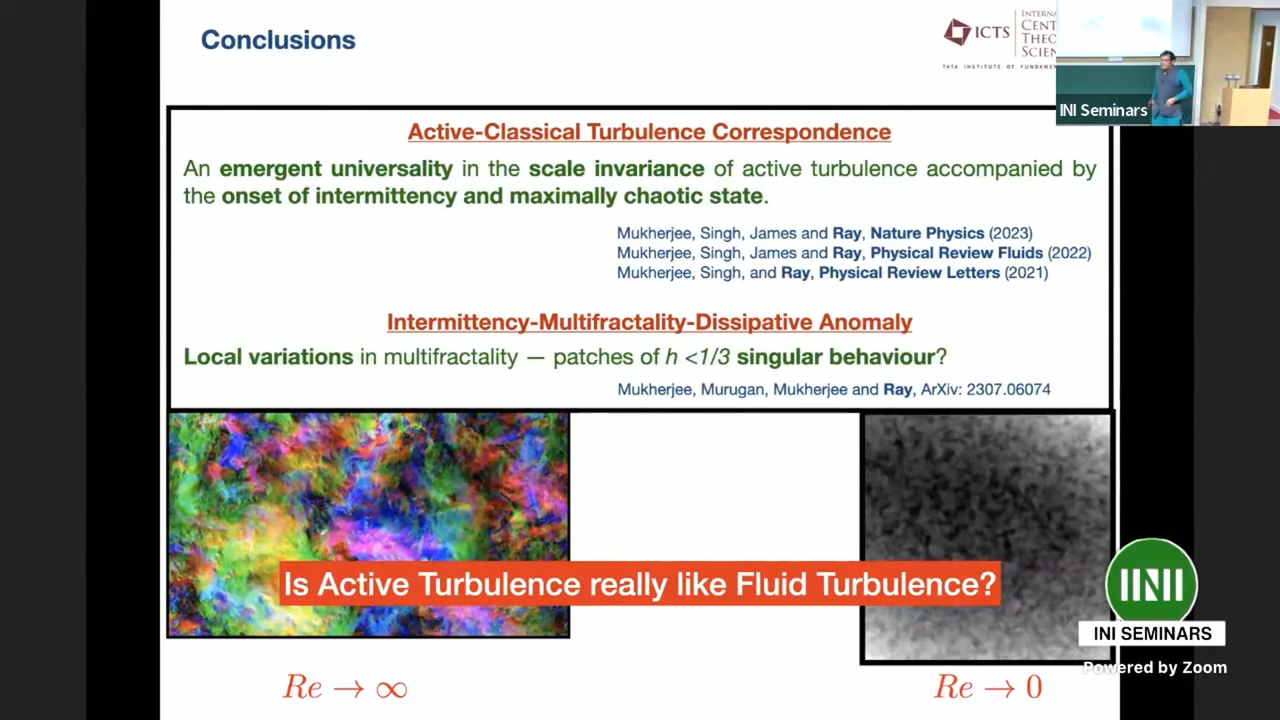 Conclusions
ICTS
TATA INSTITUTE OF
INI Seminars
Active-Classical Turbulence Correspondence
An emergent universality in the scale invariance of active turbulence accompanied by
the onset of intermittency and maximally chaotic state.
Mukherjee, Singh, James and Ray, Nature Physics (2023)
Mukherjee, Singh, James and Ray, Physical Review Fluids (2022)
Mukherjee, Singh, and Ray, Physical Review Letters (2021)
Intermittency-Multifractality-Dissipative Anomaly
Local variations in multifractality — patches of h <1/3 singular behaviour?
Mukherjee, Murugan, Mukherjee and Ray, ArXiv: 2307.06074
Is Active Turbulence really like Fluid Turbulence?
INI
INI SEMINARS
Powered by Zoom
Re → ∞
Re → 0